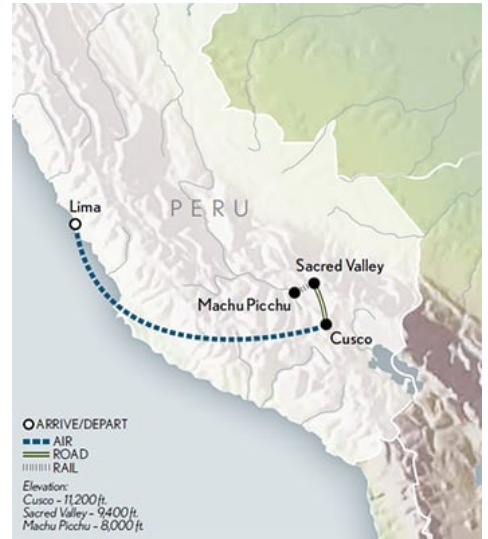 Lima
PERU
Sacred Valley
Machu Picchu
Cusco
ARRIVE/DEPART
AIR
ROAD
RAIL
Elevation:
Cusco - 11,200 ft.
Sacred Valley - 9,400 ft.
Machu Picchu - 8,000 ft.